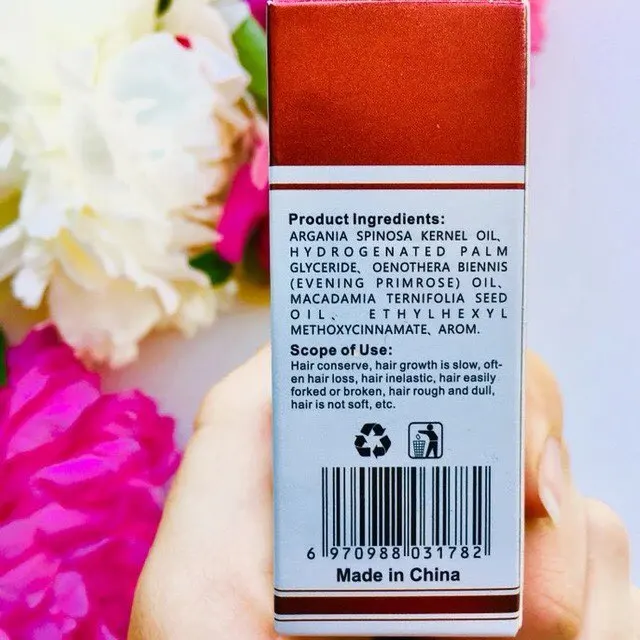 Product Ingredients:
ARGANIA SPINOSA KERNEL OIL、
HYDROGENATED PALM
GLYCERIDE、OENOTHERA BIENNIS
(EVENING PRIMROSE) OIL、
MACADAMIA TERNIFOLIA SEED
OIL、ETHYLHEXYL
METHOXYCINNAMATE、AROM.
Scope of Use:
Hair conserve, hair growth is slow, oft-
en hair loss, hair inelastic, hair easily
forked or broken, hair rough and dull,
hair is not soft, etc.
6 970988 031782
Made in China